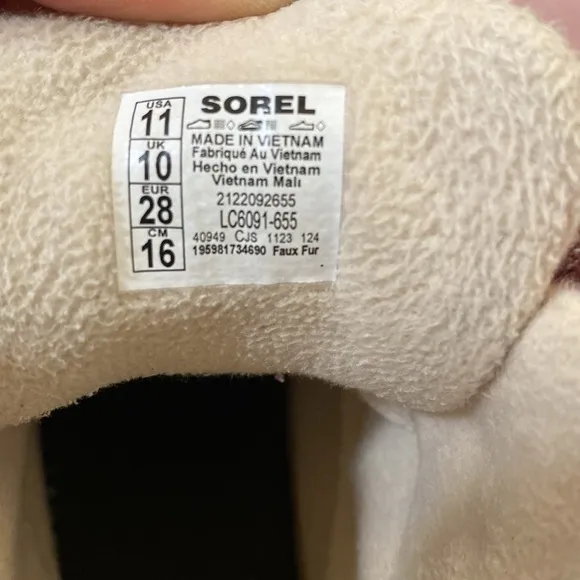 USA
11
UK
10
EUR
28
CM
16
SOREL
MADE IN VIETNAM
Fabriqué Au Vietnam
Hecho en Vietnam
Vietnam Malı
2122092655
LC6091-655
40949 CJS 1123 124
195981734690 Faux Fur